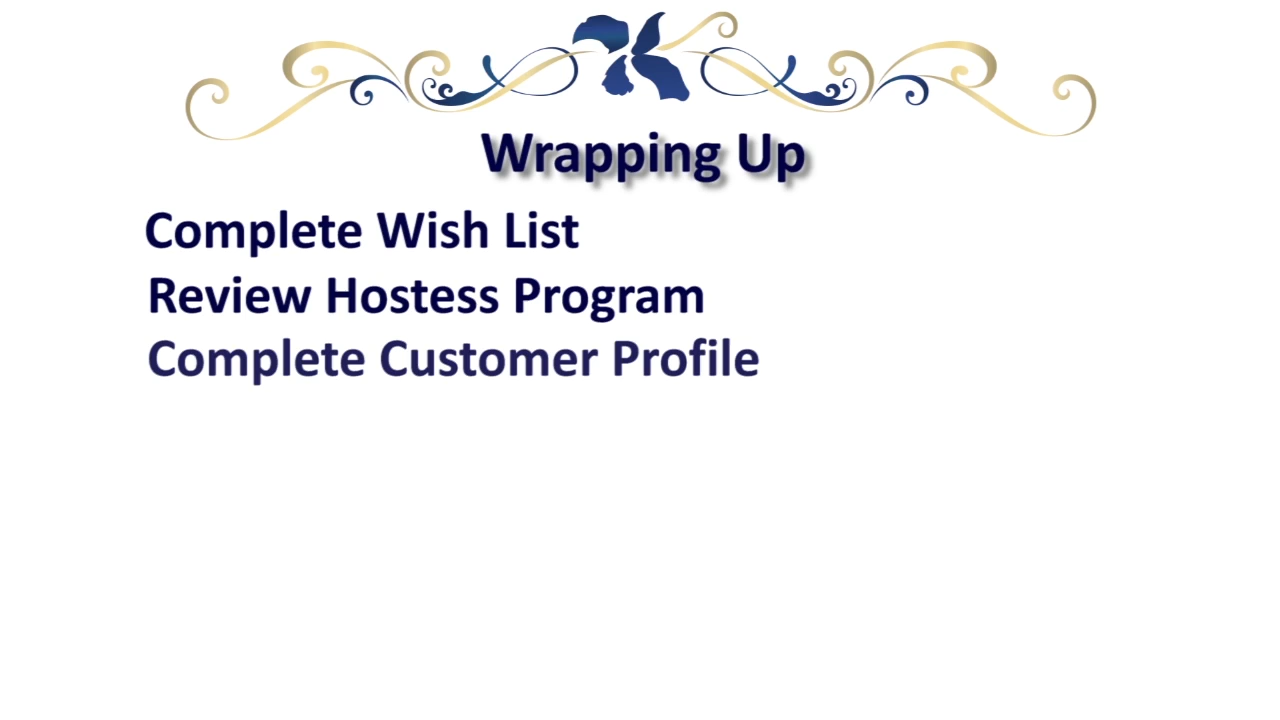 Wrapping Up
Complete Wish List
Review Hostess Program
Complete Customer Profile